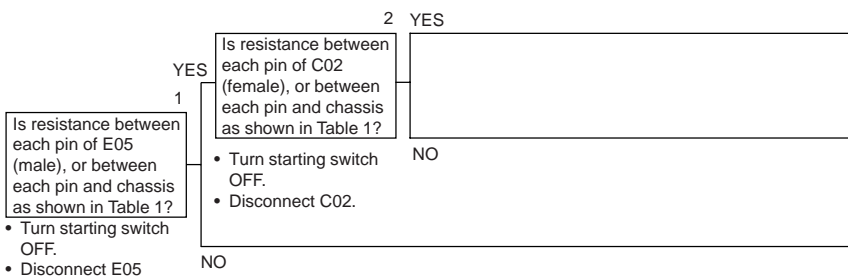 2 YES
Is resistance between
each pin of C02
(female), or between
each pin and chassis
as shown in Table 1?
YES
1
Is resistance between
each pin of E05
(male), or between
each pin and chassis
as shown in Table 1?
• Turn starting switch
OFF.
• Disconnect C02.
NO
• Turn starting switch
OFF.
• Disconnect E05
NO